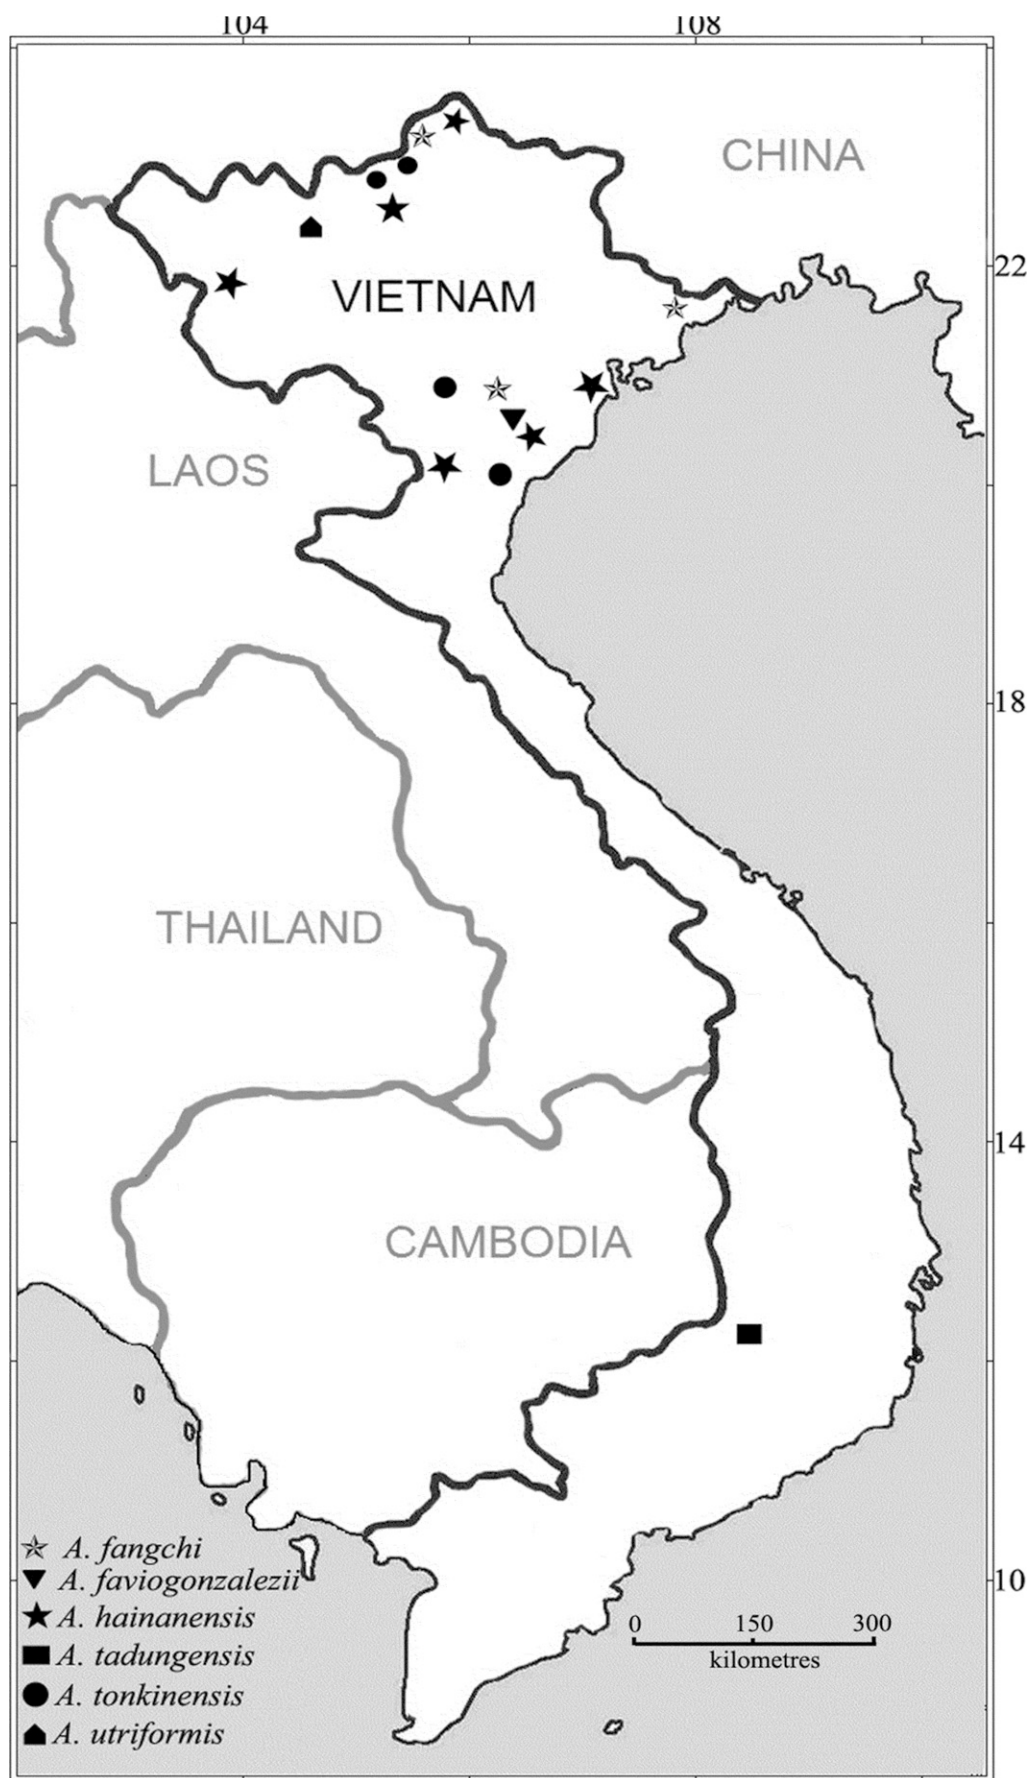 104 108
CHINA
22
VIETNAM
LAOS
18
THAILAND
14
CAMBODIA
A. fangchi
A. faviogonzalezii
10
A. hainanensis
0 150 300
kilometres
A. tadungensis
A. tonkinensis
A. utriformis